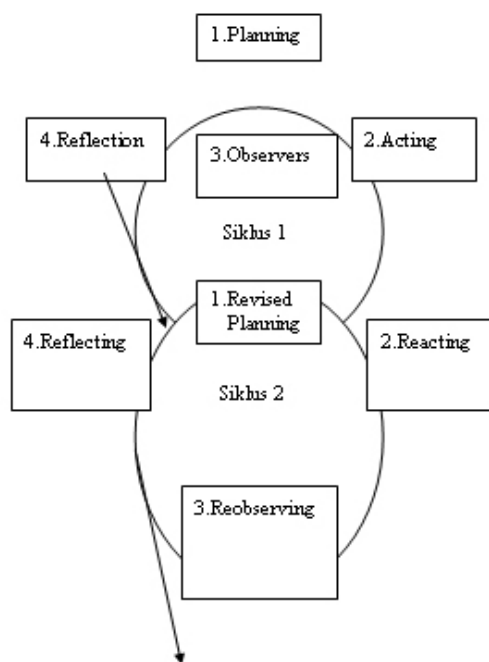 1.Planning
4.Reflection
3.Observers
2.Acting
Siklus 1
1.Revised
Planning
4.Reflecting
2.Reacting
Siklus 2
3.Reobserving